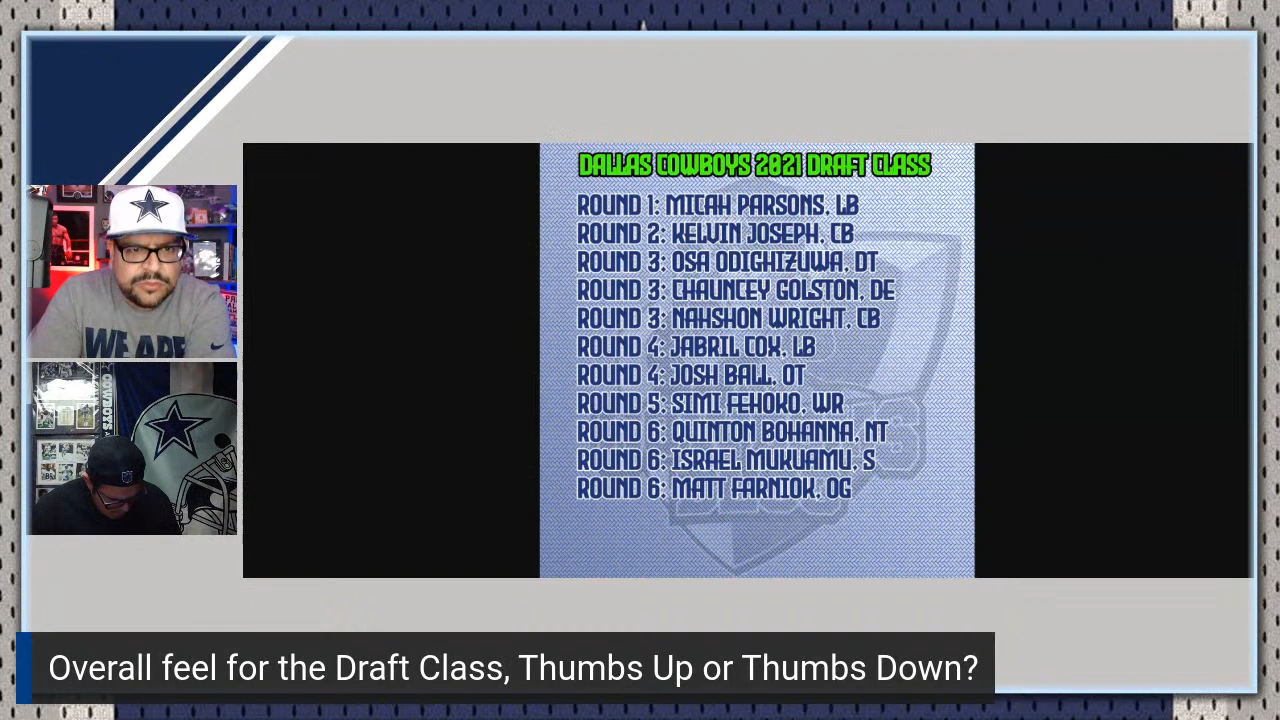 DALLAS COWBOYS 2021 DRAFT CLASS
ROUND 1: MICAH PARSONS, LB
ROUND 2: KELVIN JOSEPH, CB
ROUND 3: OSA ODIGHIZUWA, DT
ROUND 3: CHAUNCEY GOLSTON, DE
ROUND 3: NAHSHON WRIGHT, CB
ROUND 4: JABRIL COX, LB
ROUND 4: JOSH BALL, OT
ROUND 5: SIMI FEHOKO, WR
ROUND 6: QUINTON BOHANNA, NT
ROUND 6: ISRAEL MUKUAMU, S
ROUND 6: MATT FARNIOK, OG
WE ARE
COWBOYS
Overall feel for the Draft Class, Thumbs Up or Thumbs Down?